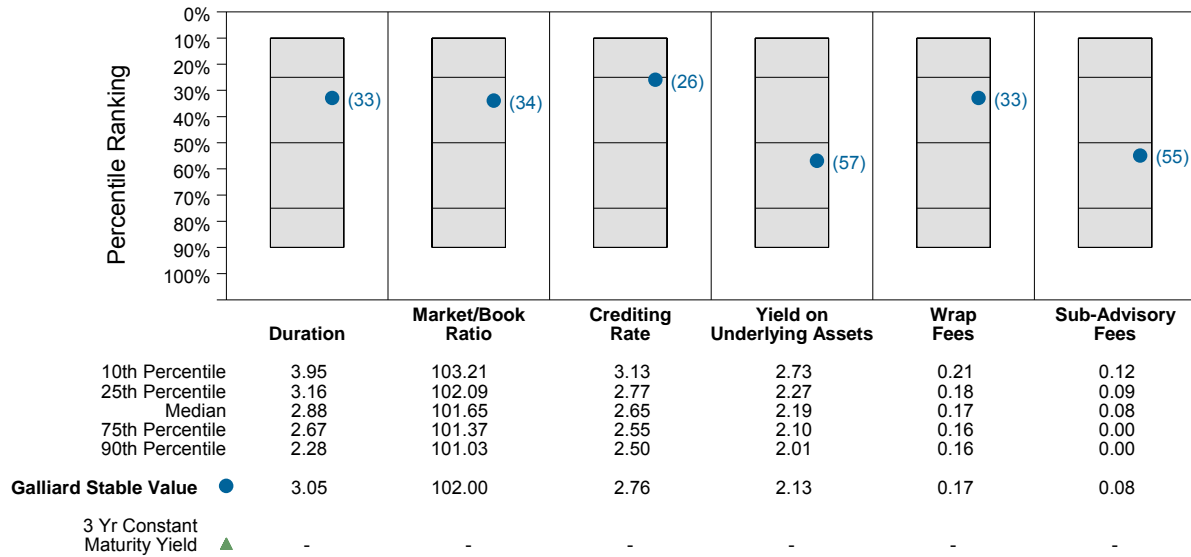 Percentile Ranking
0%
10%
20%
30%
40%
50%
60%
70%
80%
90%
100%
(33)
(34)
(26)
(57)
(33)
(55)
Duration
Market/Book
Ratio
Crediting
Rate
Yield on
Underlying Assets
Wrap
Fees
Sub-Advisory
Fees
10th Percentile 3.95 103.21 3.13 2.73 0.21 0.12
25th Percentile 3.16 102.09 2.77 2.27 0.18 0.09
Median 2.88 101.65 2.65 2.19 0.17 0.08
75th Percentile 2.67 101.37 2.55 2.10 0.16 0.00
90th Percentile 2.28 101.03 2.50 2.01 0.16 0.00
Galliard Stable Value 3.05 102.00 2.76 2.13 0.17 0.08
3 Yr Constant
Maturity Yield - - - - - -